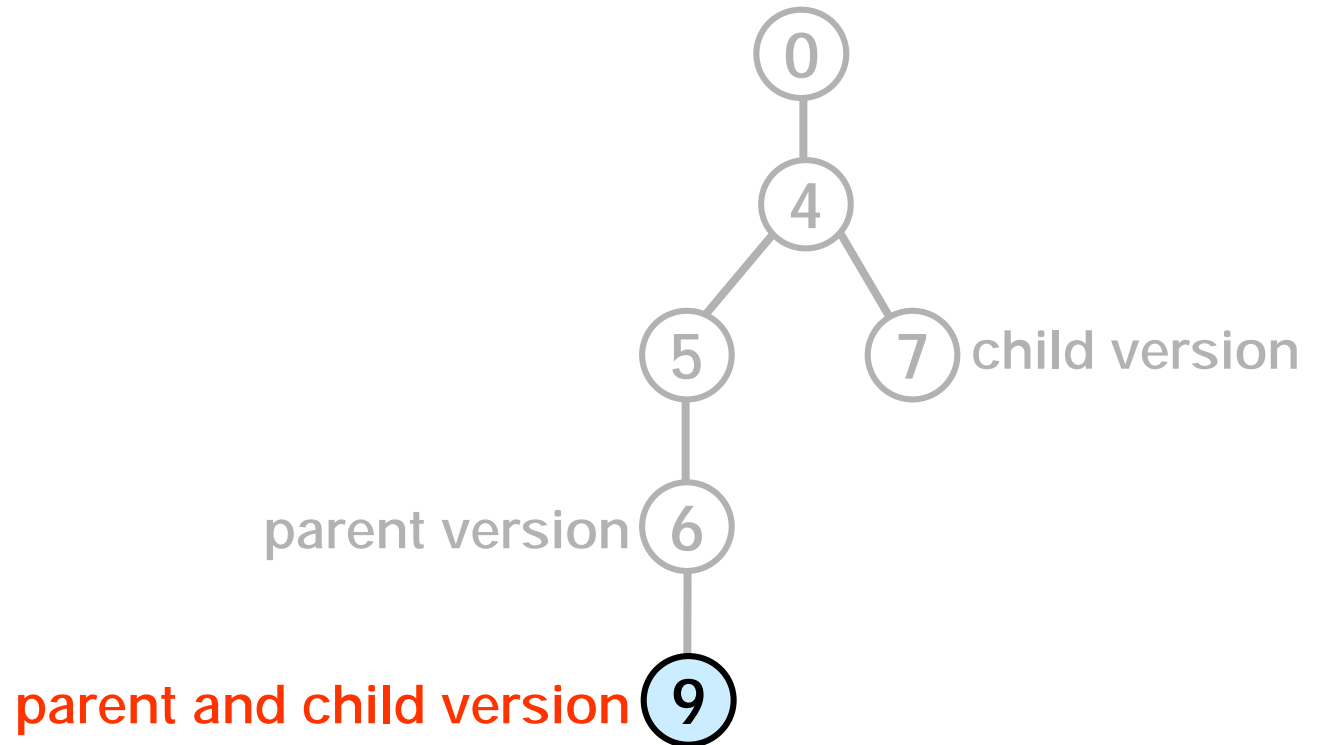 0
4
5
7 child version
parent version 6
parent and child version 9